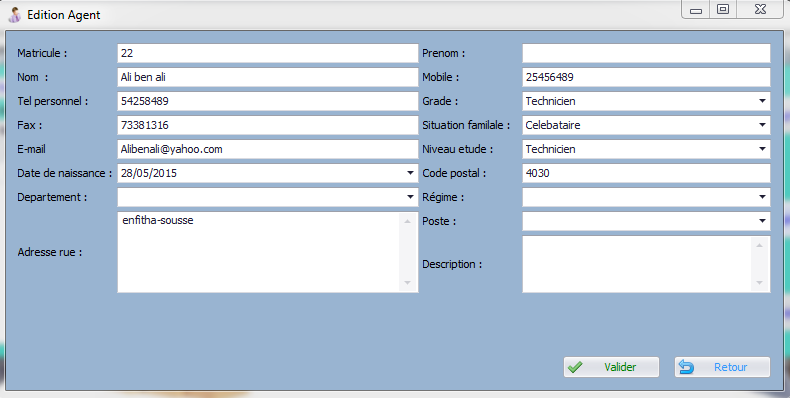 Edition Agent
Matricule : 22 Prenom :
Nom : Ali ben ali Mobile : 25456489
Tel personnel : 54258489 Grade : Technicien
Fax : 73381316 Situation familale : Celebataire
E-mail Alibenali@yahoo.com Niveau etude : Technicien
Date de naissance : 28/05/2015 Code postal : 4030
Departement : Régime :
Adresse rue : enfitha-sousse Poste :
Description :
Valider Retour